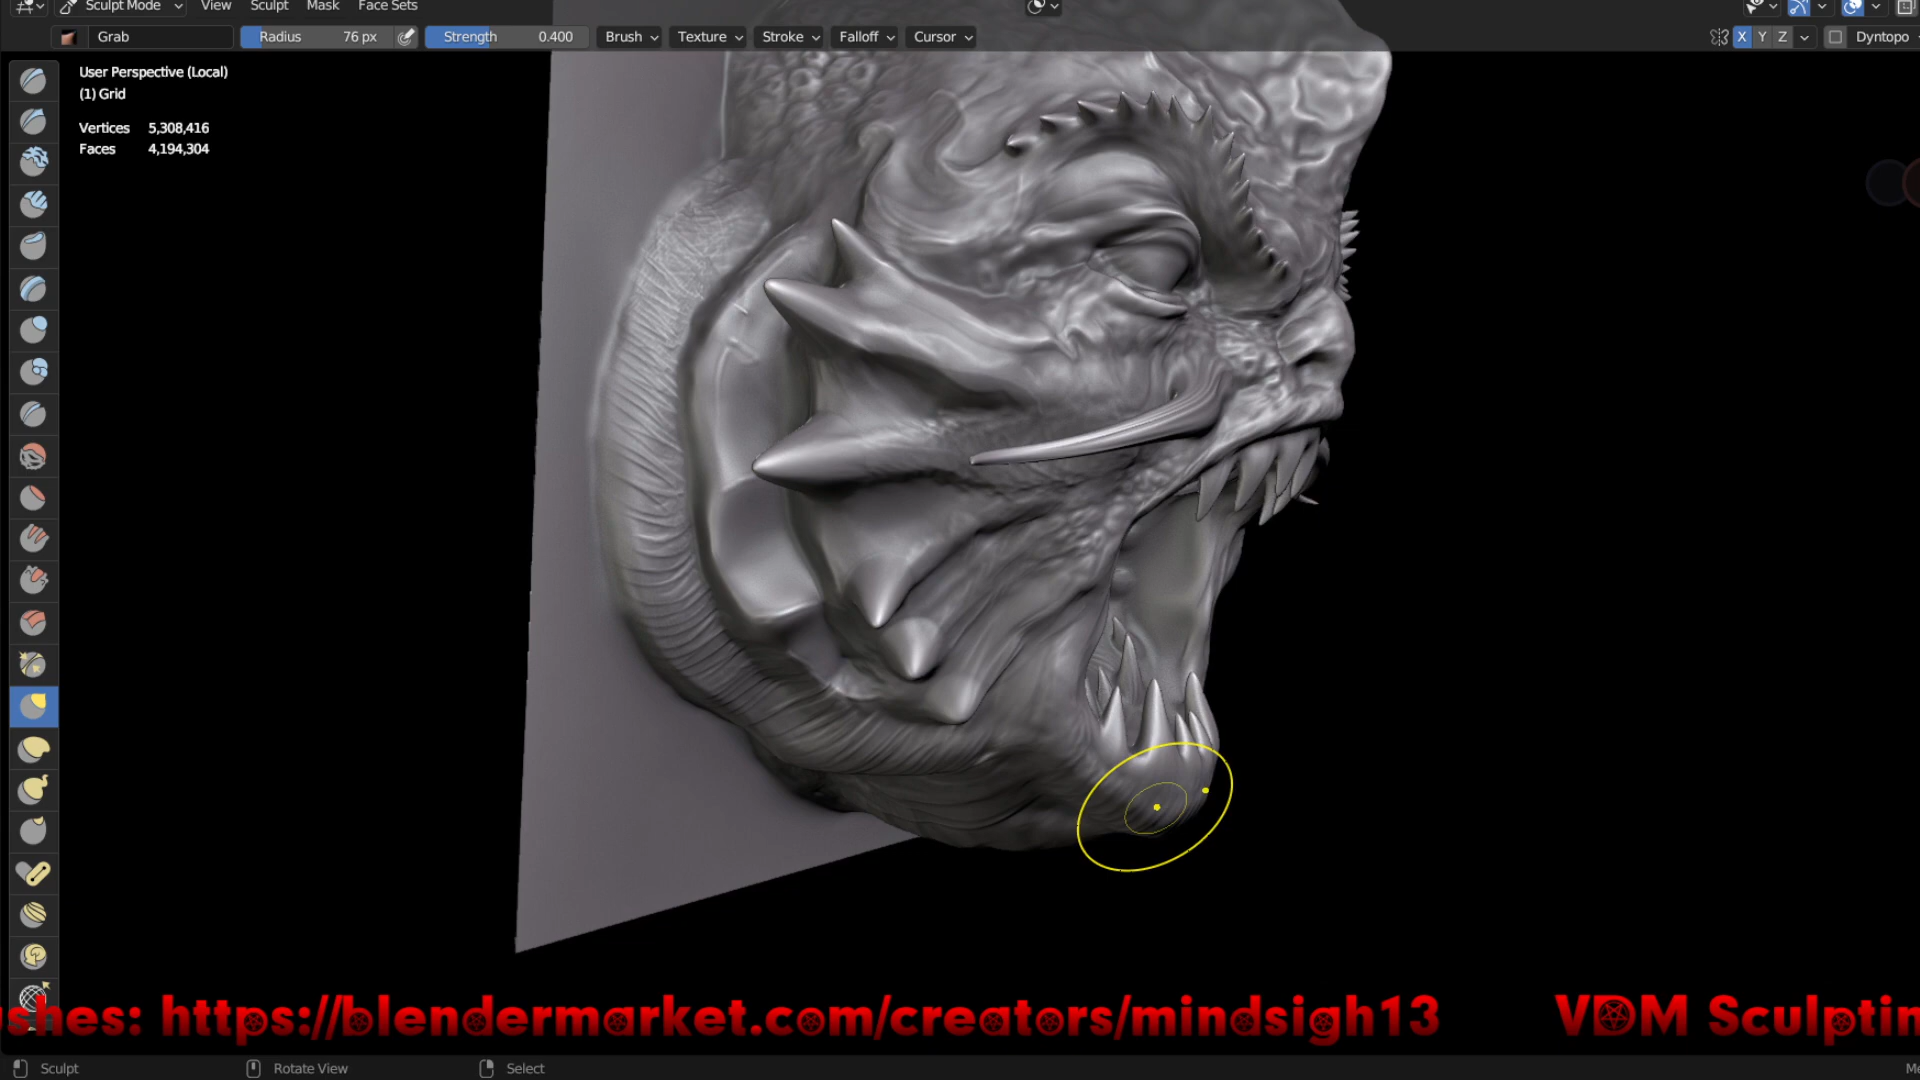 Sculpt Mode View Sculpt Mask Face Sets
Grab Radius 76 px Strength 0.400 Brush Texture Stroke Falloff Cursor X Y Z Dyntopo
User Perspective (Local)
(1) Grid
Vertices 5,308,416
Faces 4,194,304
shes: https://blendermarket.com/creators/mindsigh13 VDM Sculptin
Sculpt Rotate View Select Me